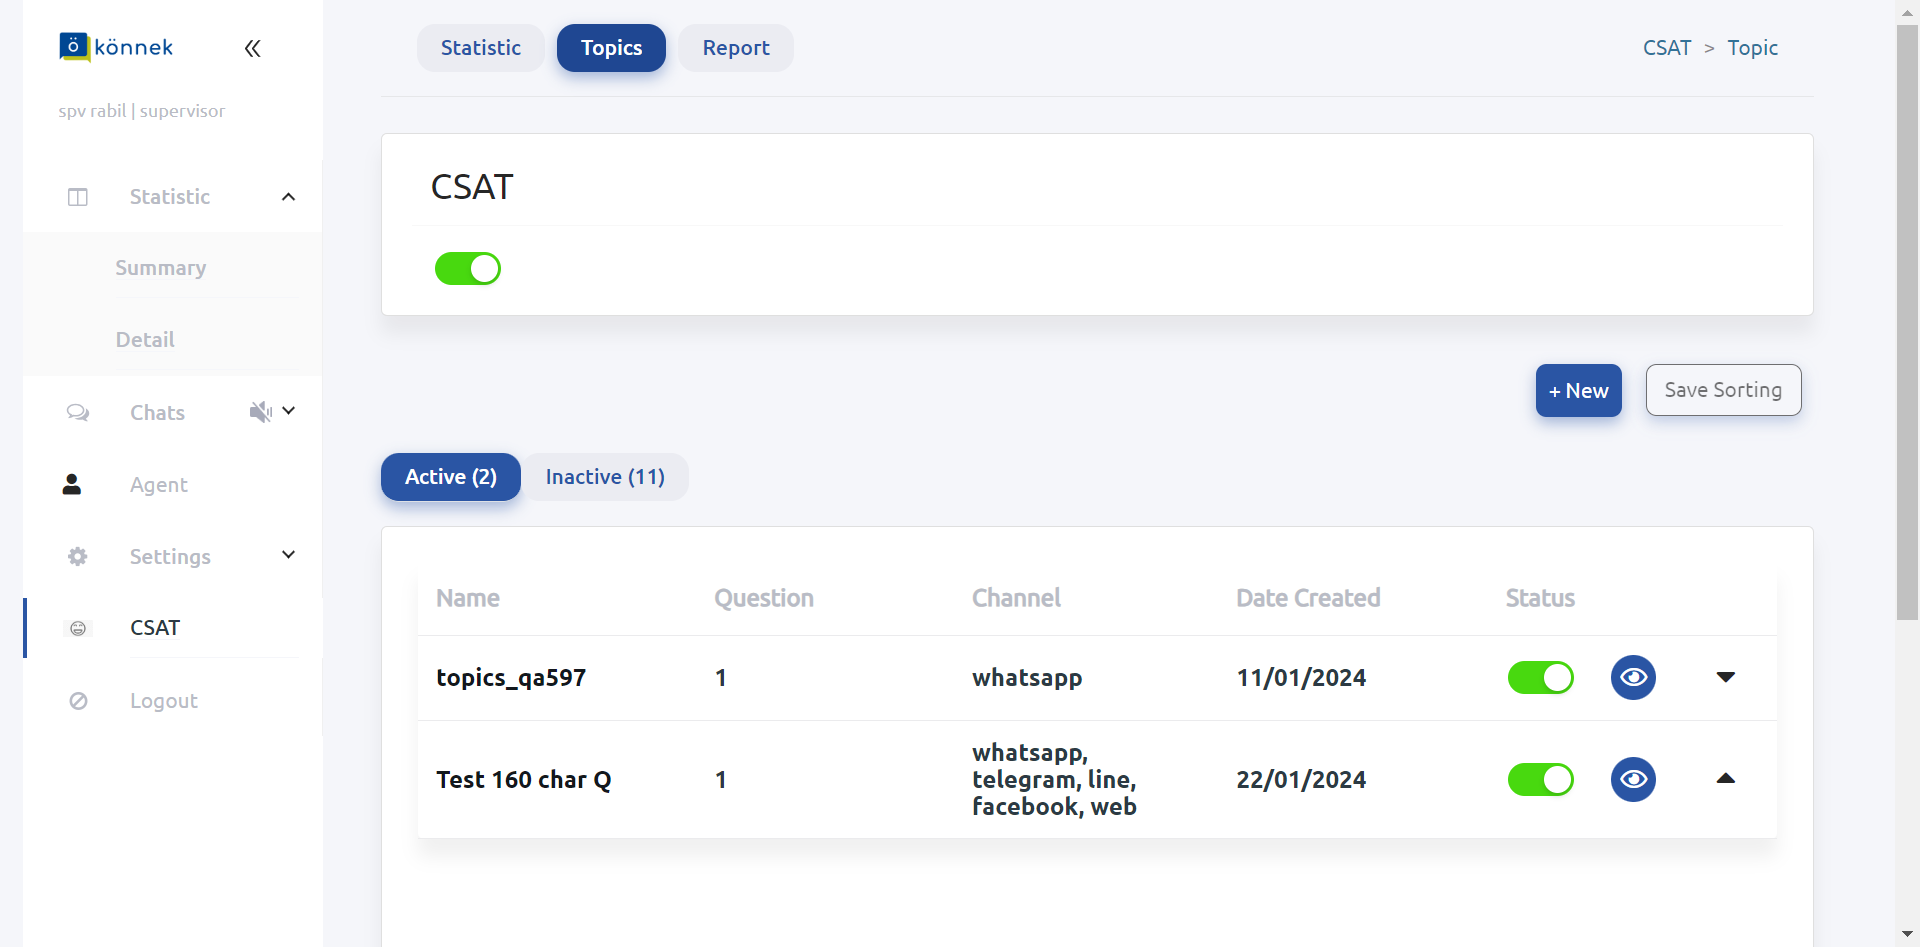 ö könnek
spv rabil | supervisor
Statistic
Summary
Detail
Chats
Agent
Settings
CSAT
Logout
Statistic Topics Report
CSAT > Topic
CSAT
+ New Save Sorting
Active (2) Inactive (11)
Name Question Channel Date Created Status
topics_qa597 1 whatsapp 11/01/2024
Test 160 char Q 1 whatsapp, telegram, line, facebook, web 22/01/2024